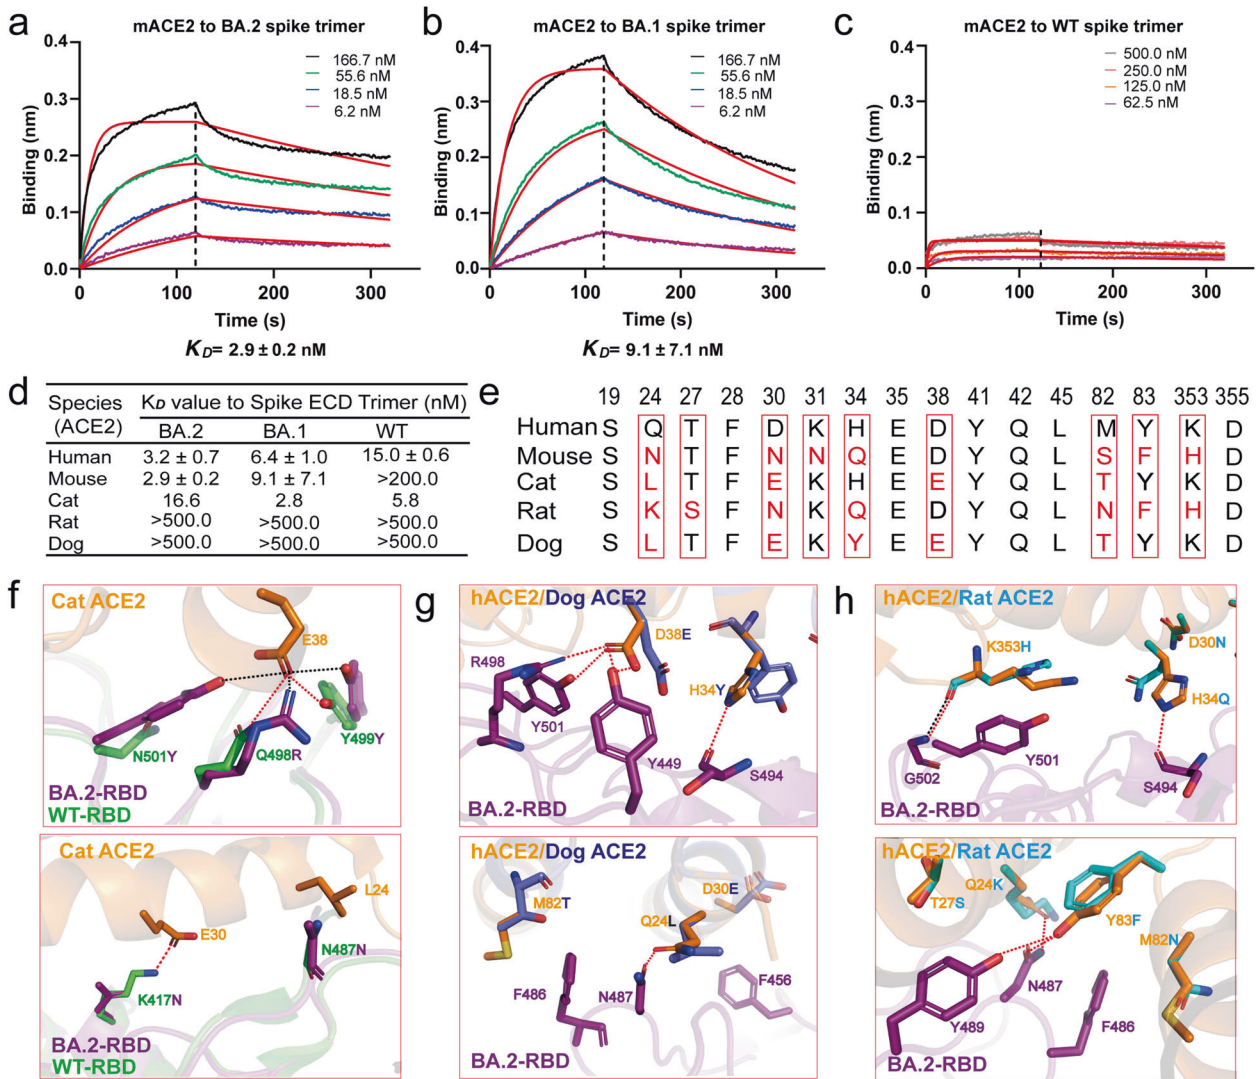 a
mACE2 to BA.2 spike trimer
0.4
0.3
0.2
0.1
0.0
Binding (nm)
166.7 nM
55.6 nM
18.5 nM
6.2 nM
0 100 200 300
Time (s)
KD= 2.9 ± 0.2 nM
b
mACE2 to BA.1 spike trimer
0.4
0.3
0.2
0.1
0.0
Binding (nm)
166.7 nM
55.6 nM
18.5 nM
6.2 nM
0 100 200 300
Time (s)
KD= 9.1 ± 7.1 nM
c
mACE2 to WT spike trimer
0.4
0.3
0.2
0.1
0.0
Binding (nm)
500.0 nM
250.0 nM
125.0 nM
62.5 nM
0 100 200 300
Time (s)
d
Species (ACE2) KD value to Spike ECD Trimer (nM)
BA.2 BA.1 WT
Human 3.2 ± 0.7 6.4 ± 1.0 15.0 ± 0.6
Mouse 2.9 ± 0.2 9.1 ± 7.1 >200.0
Cat 16.6 2.8 5.8
Rat >500.0 >500.0 >500.0
Dog >500.0 >500.0 >500.0
e
19 24 27 28 30 31 34 35 38 41 42 45 82 83 353 355
Human S Q T F D K H E D Y Q L M Y K D
Mouse S N T F N N Q E D Y Q L S F H D
Cat S L T F E K H E E Y Q L T Y K D
Rat S K S F N K Q E D Y Q L N F H D
Dog S L T F E K Y E E Y Q L T Y K D
f
Cat ACE2
E38
N501Y
Q498R
Y499Y
BA.2-RBD
WT-RBD
Cat ACE2
L24
E30
N487N
K417N
BA.2-RBD
WT-RBD
g
hACE2/Dog ACE2
D38E
R498
H34Y
Y501
Y449
S494
BA.2-RBD
hACE2/Dog ACE2
D30E
M82T
Q24L
F486
N487
F456
BA.2-RBD
h
hACE2/Rat ACE2
D30N
K353H
H34Q
Y501
G502
S494
BA.2-RBD
hACE2/Rat ACE2
Q24K
T27S
Y83F
M82N
N487
Y489
F486
BA.2-RBD